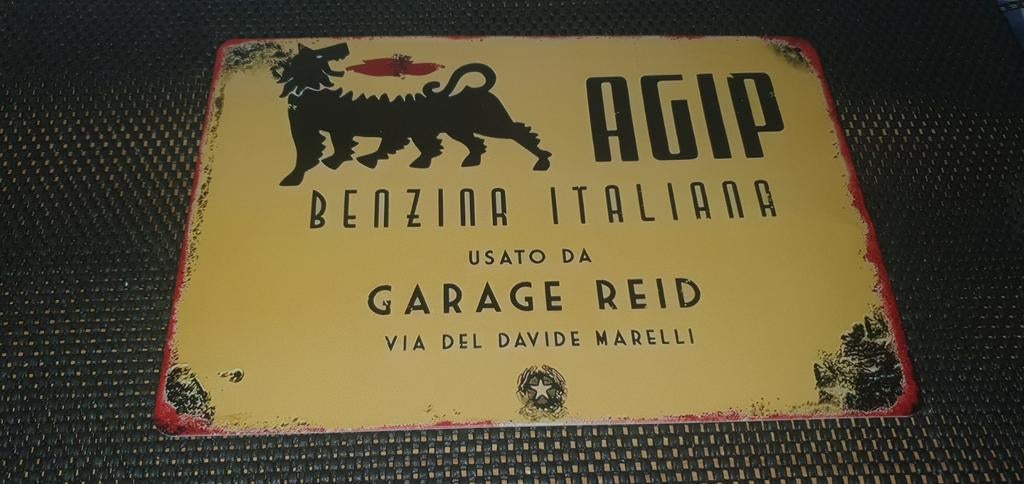 AGIP
BENZINA ITALIANA
USATO DA
GARAGE REID
VIA DEL DAVIDE MARELLI